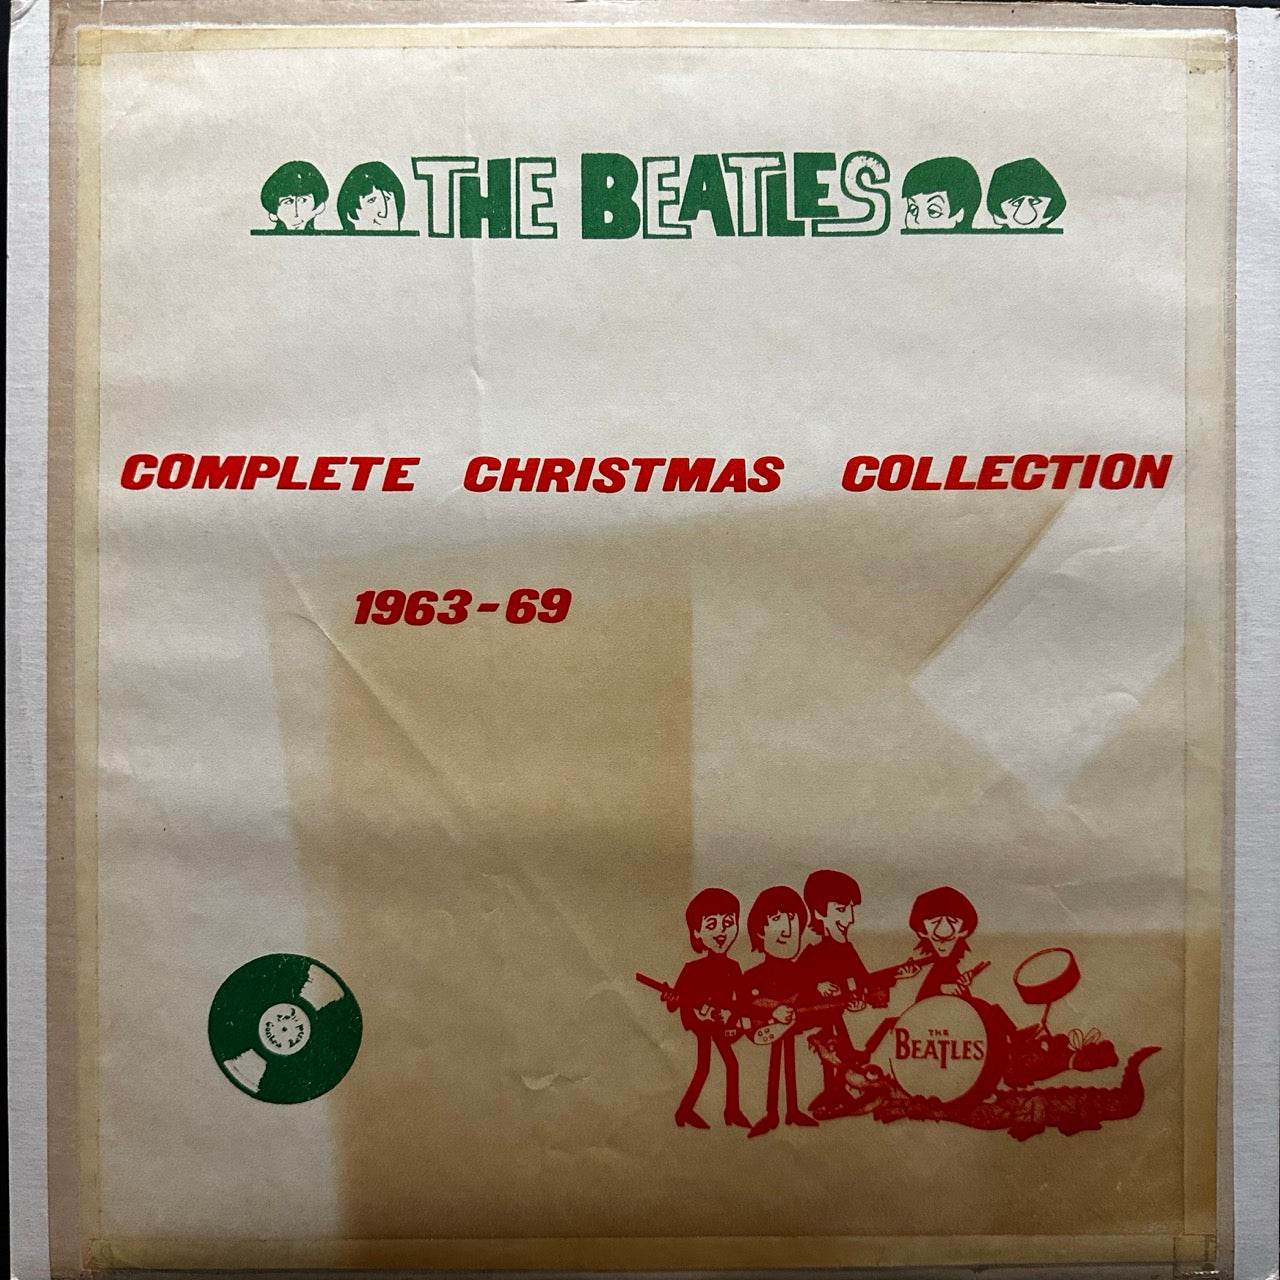 THE BEATLES
COMPLETE CHRISTMAS COLLECTION
1963-69
THE
BEATLES